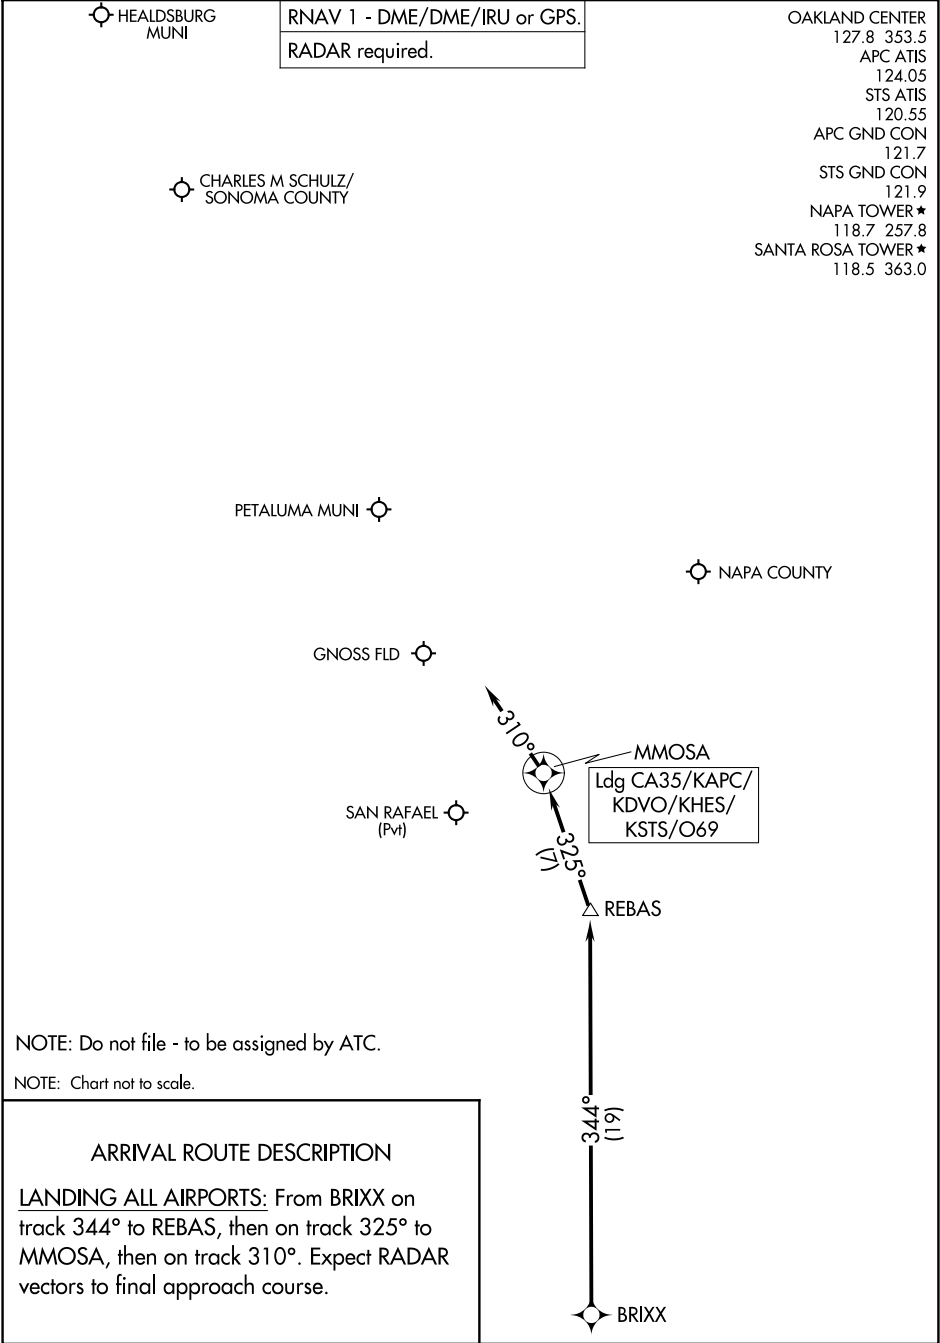 HEALDSBURG
MUNI
RNAV 1 - DME/DME/IRU or GPS.
RADAR required.
OAKLAND CENTER
127.8 353.5
APC ATIS
124.05
STS ATIS
120.55
APC GND CON
121.7
STS GND CON
121.9
NAPA TOWER★
118.7 257.8
SANTA ROSA TOWER★
118.5 363.0
CHARLES M SCHULZ/
SONOMA COUNTY
PETALUMA MUNI
NAPA COUNTY
GNOSS FLD
310°
MMOSA
Ldg CA35/KAPC/
KDVO/KHES/
KSTS/O69
SAN RAFAEL
(Pvt)
325°
(7)
REBAS
NOTE: Do not file - to be assigned by ATC.
NOTE: Chart not to scale.
344°
(19)
ARRIVAL ROUTE DESCRIPTION
LANDING ALL AIRPORTS: From BRIXX on
track 344° to REBAS, then on track 325° to
MMOSA, then on track 310°. Expect RADAR
vectors to final approach course.
BRIXX